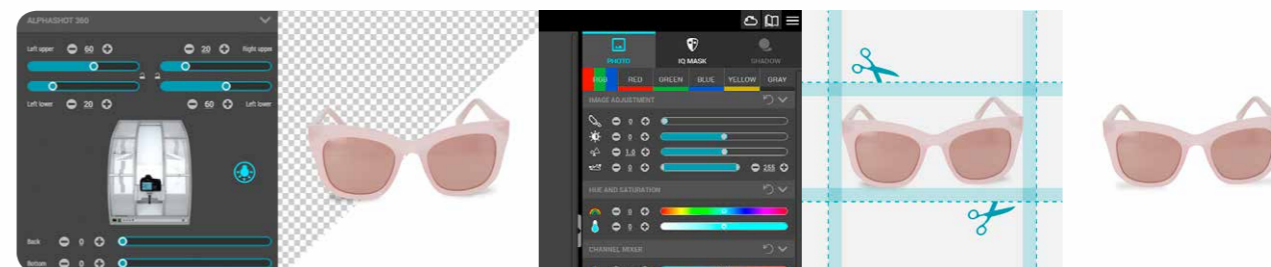 ALPHASHOT 360
Left upper 60 20 Right upper
Left lower 20 60 Left lower
Back 0
Bottom 0
PHOTO IQ MASK SHADOW
RGB RED GREEN BLUE YELLOW GRAY
IMAGE ADJUSTMENT
0
0
1.0
0 255
HUE AND SATURATION
0
0
CHANNEL MIXER